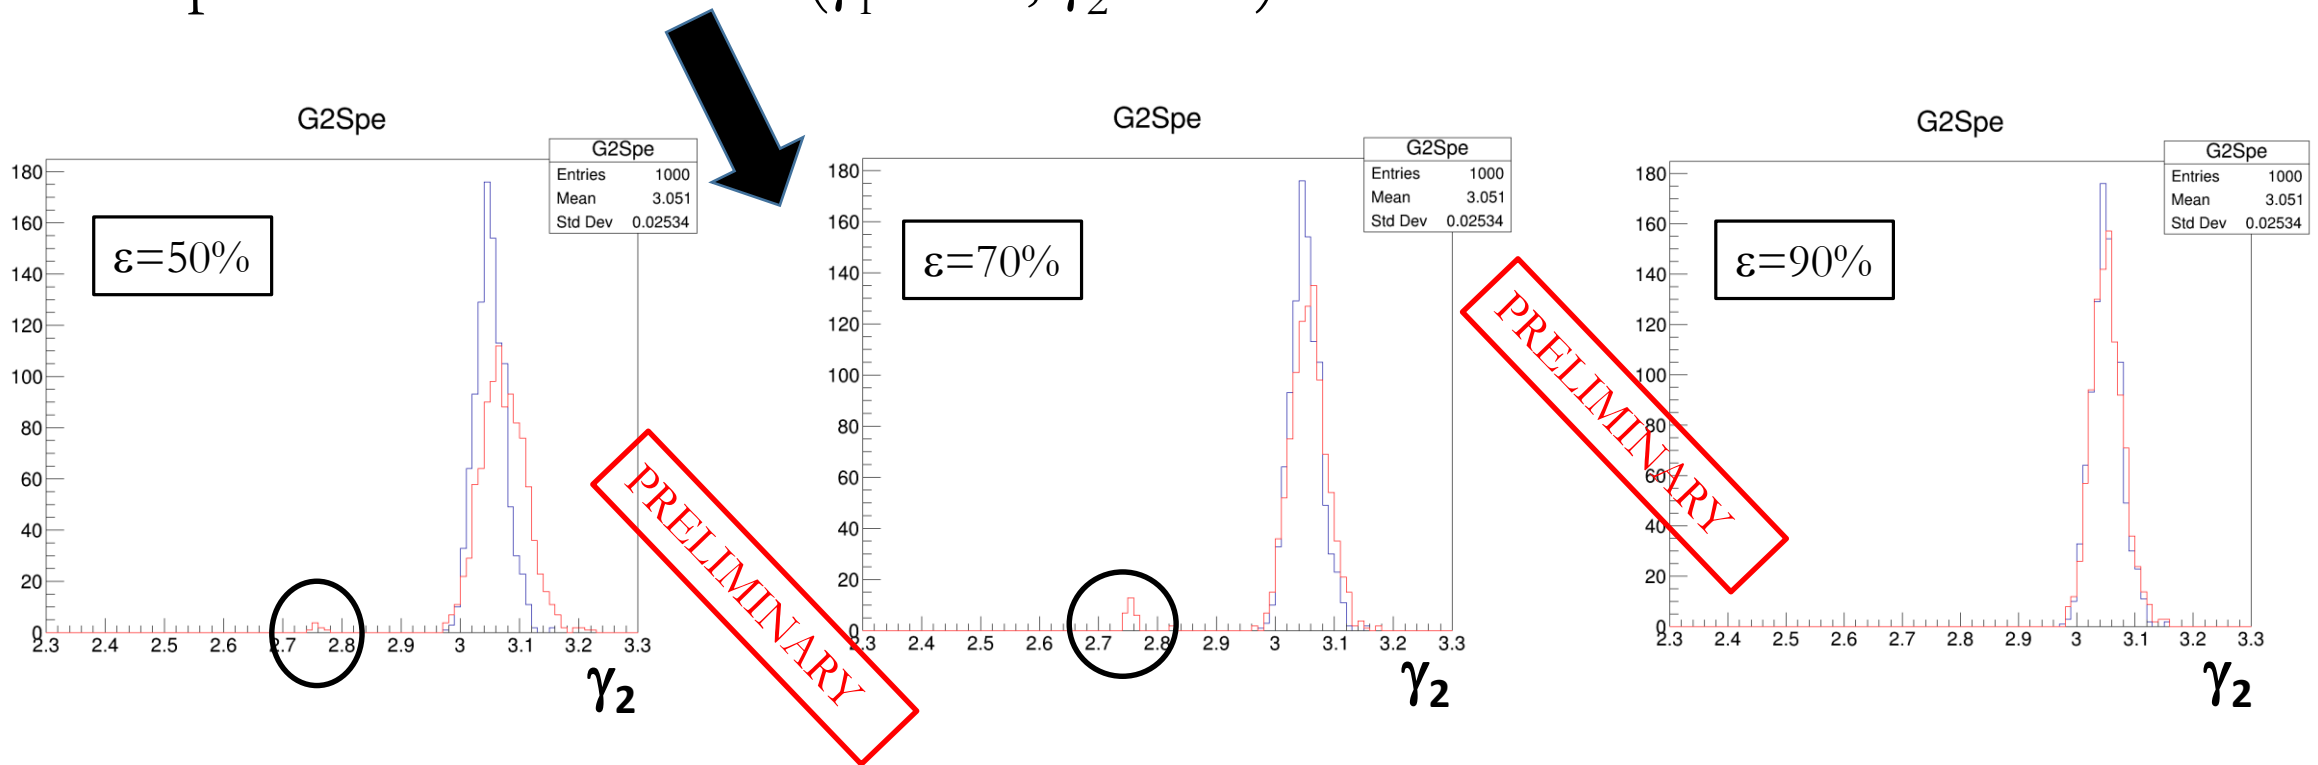 G2Spe
G2Spe
Entries 1000
Mean 3.051
Std Dev 0.02534
ε=50%
180
160
140
120
100
80
60
40
20
0
2.3 2.4 2.5 2.6 2.7 2.8 2.9 3 3.1 3.2 3.3
γ2
PRELIMINARY
G2Spe
G2Spe
Entries 1000
Mean 3.051
Std Dev 0.02534
ε=70%
180
160
140
120
100
80
60
40
20
0
2.3 2.4 2.5 2.6 2.7 2.8 2.9 3 3.1 3.2 3.3
γ2
PRELIMINARY
G2Spe
G2Spe
Entries 1000
Mean 3.051
Std Dev 0.02534
ε=90%
180
160
140
120
100
80
60
40
20
0
2.3 2.4 2.5 2.6 2.7 2.8 2.9 3 3.1 3.2 3.3
γ2